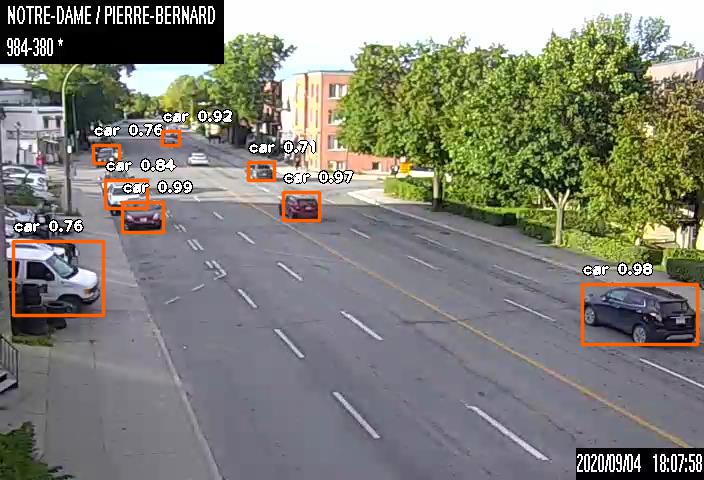 NOTRE-DAME / PIERRE-BERNARD
984-380 *
car 0.92
car 0.76
car 0.71
car 0.84
car 0.97
car 0.99
car 0.76
car 0.98
2020/09/04 18:07:58